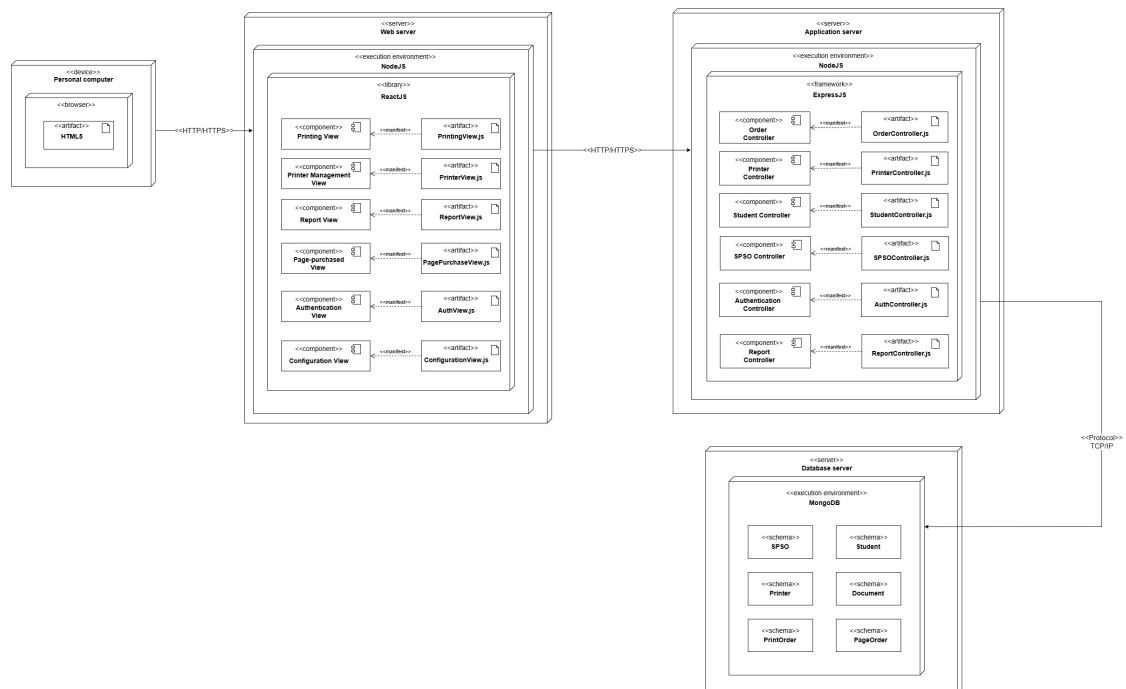 <<device>>
Personal computer
<<browser>>
<<artifact>>
HTML5
<<HTTP/HTTPS>>
<<server>>
Web server
<<execution environment>>
NodeJS
<<library>>
ReactJS
<<component>>
Printing View
<<manifest>>
<<artifact>>
PrintingView.js
<<component>>
Printer Management
View
<<manifest>>
<<artifact>>
PrinterView.js
<<component>>
Report View
<<manifest>>
<<artifact>>
ReportView.js
<<component>>
Page-purchased
View
<<manifest>>
<<artifact>>
PagePurchaseView.js
<<component>>
Authentication
View
<<manifest>>
<<artifact>>
AuthView.js
<<component>>
Configuration View
<<manifest>>
<<artifact>>
ConfigurationView.js
<<HTTP/HTTPS>>
<<server>>
Application server
<<execution environment>>
NodeJS
<<framework>>
ExpressJS
<<component>>
Order
Controller
<<manifest>>
<<artifact>>
OrderController.js
<<component>>
Printer
Controller
<<manifest>>
<<artifact>>
PrinterController.js
<<component>>
Student Controller
<<manifest>>
<<artifact>>
StudentController.js
<<component>>
SPSO Controller
<<manifest>>
<<artifact>>
SPSOController.js
<<component>>
Authentication
Controller
<<manifest>>
<<artifact>>
AuthController.js
<<component>>
Report
Controller
<<manifest>>
<<artifact>>
ReportController.js
<<Protocol>>
TCP/IP
<<server>>
Database server
<<execution environment>>
MongoDB
<<schema>>
SPSO
<<schema>>
Student
<<schema>>
Printer
<<schema>>
Document
<<schema>>
PrintOrder
<<schema>>
PageOrder